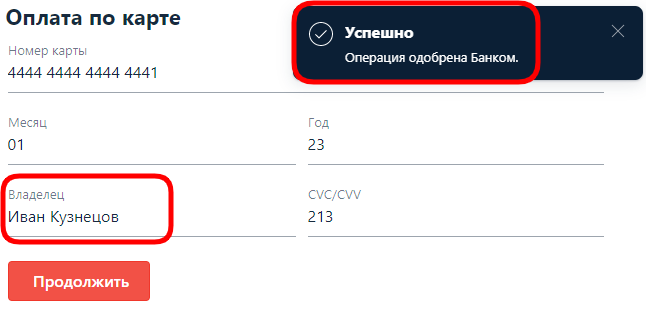 Оплата по карте
Успешно
Операция одобрена Банком.
Номер карты
4444 4444 4444 4441
Месяц
Год
01
23
Владелец
CVC/CVV
Иван Кузнецов
213
Продолжить